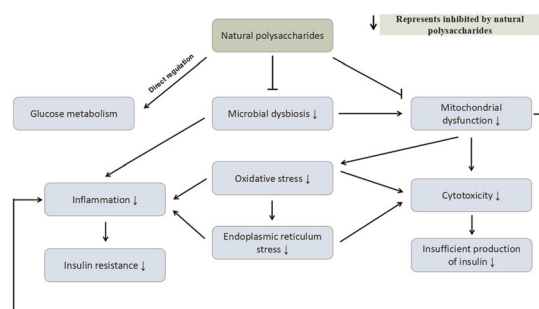 Represents inhibited by natural
polysaccharides
Natural polysaccharides
Direct regulation
Glucose metabolism
Microbial dysbiosis ↓
Mitochondrial
dysfunction ↓
Oxidative stress ↓
Inflammation ↓
Cytotoxicity ↓
Endoplasmic reticulum
stress ↓
Insulin resistance ↓
Insufficient production
of insulin ↓